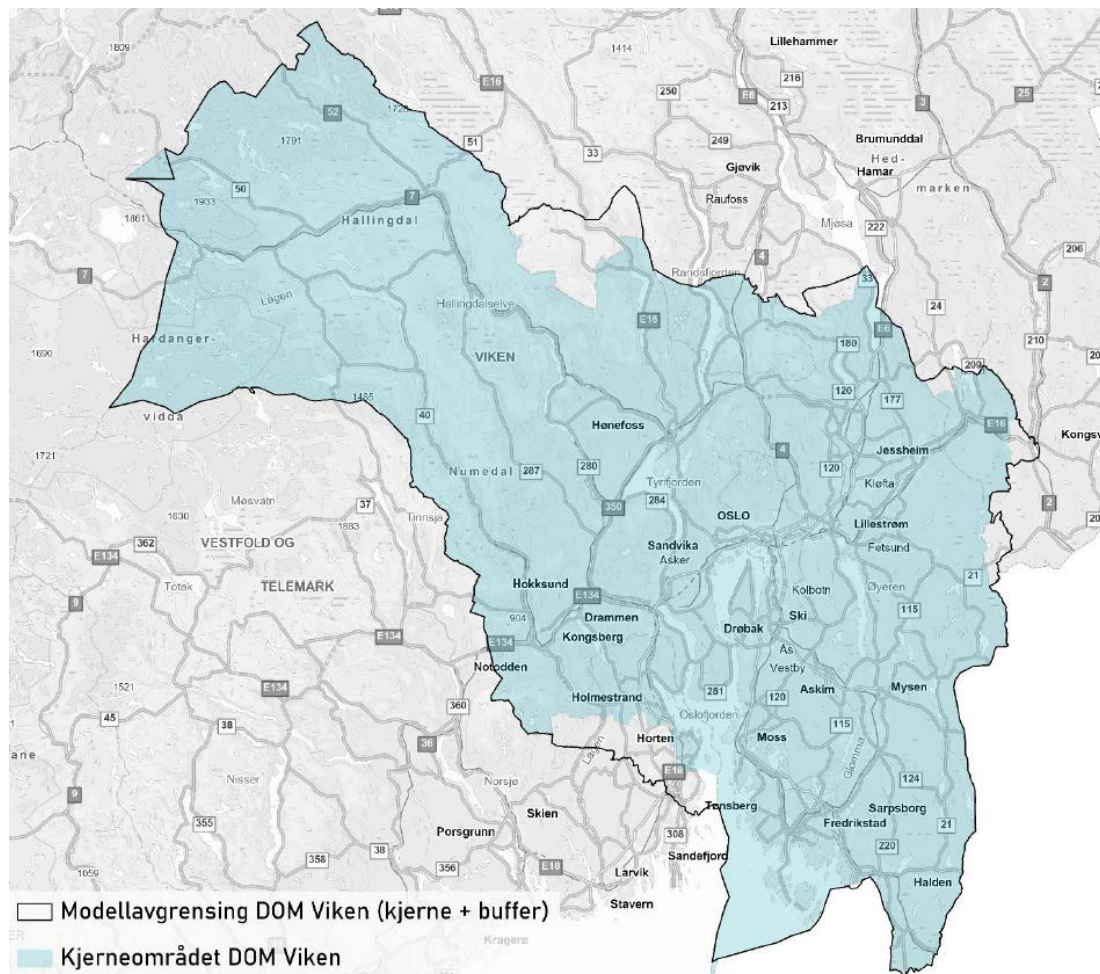 1809
1414
Lillehammer
216
E16
250
E6
213
3
25
52
1791
51
249
Brumunddal
33
Gjøvik
Hed-
Hamar
50
7
Raufoss
marken
1933
1861
Hallingdal
Mjøsa
222
206
4
7
Randsfjorden
33
2
Lågen
Hallingdalselve
E16
24
Hardanger-
E6
210
1690
VIKEN
180
209
vidda
1485
120
40
177
E16
Hønefoss
Kongsv
1721
4
Jessheim
Numedal
287
280
120
Tyrifjorden
Kløfta
Møsvatn
37
284
2
1630
Tinnsjø
350
OSLO
1883
Lillestrøm
362
VESTFOLD OG
Sandvika
Fetsund
E134
Asker
Totak
TELEMARK
Hokksund
Kolbotn
Øyeren
21
9
E134
904
Drammen
Ski
115
E134
E134
Kongsberg
Drøbak
Ås
Notodden
Vestby
1521
E134
281
Askim
Mysen
Holmestrand
120
45
360
Oslofjorden
38
115
36
Horten
Moss
Lågen
Glomma
Nisser
Norsjø
E18
124
9
Tønsberg
Sarpsborg
Skien
355
Fredrikstad
21
Porsgrunn
308
38
220
358
356
Sandefjord
E18
1059
Larvik
Halden
Stavern
Modellavgrensing DOM Viken (kjerne + buffer)
Kragerø
Kjerneområdet DOM Viken